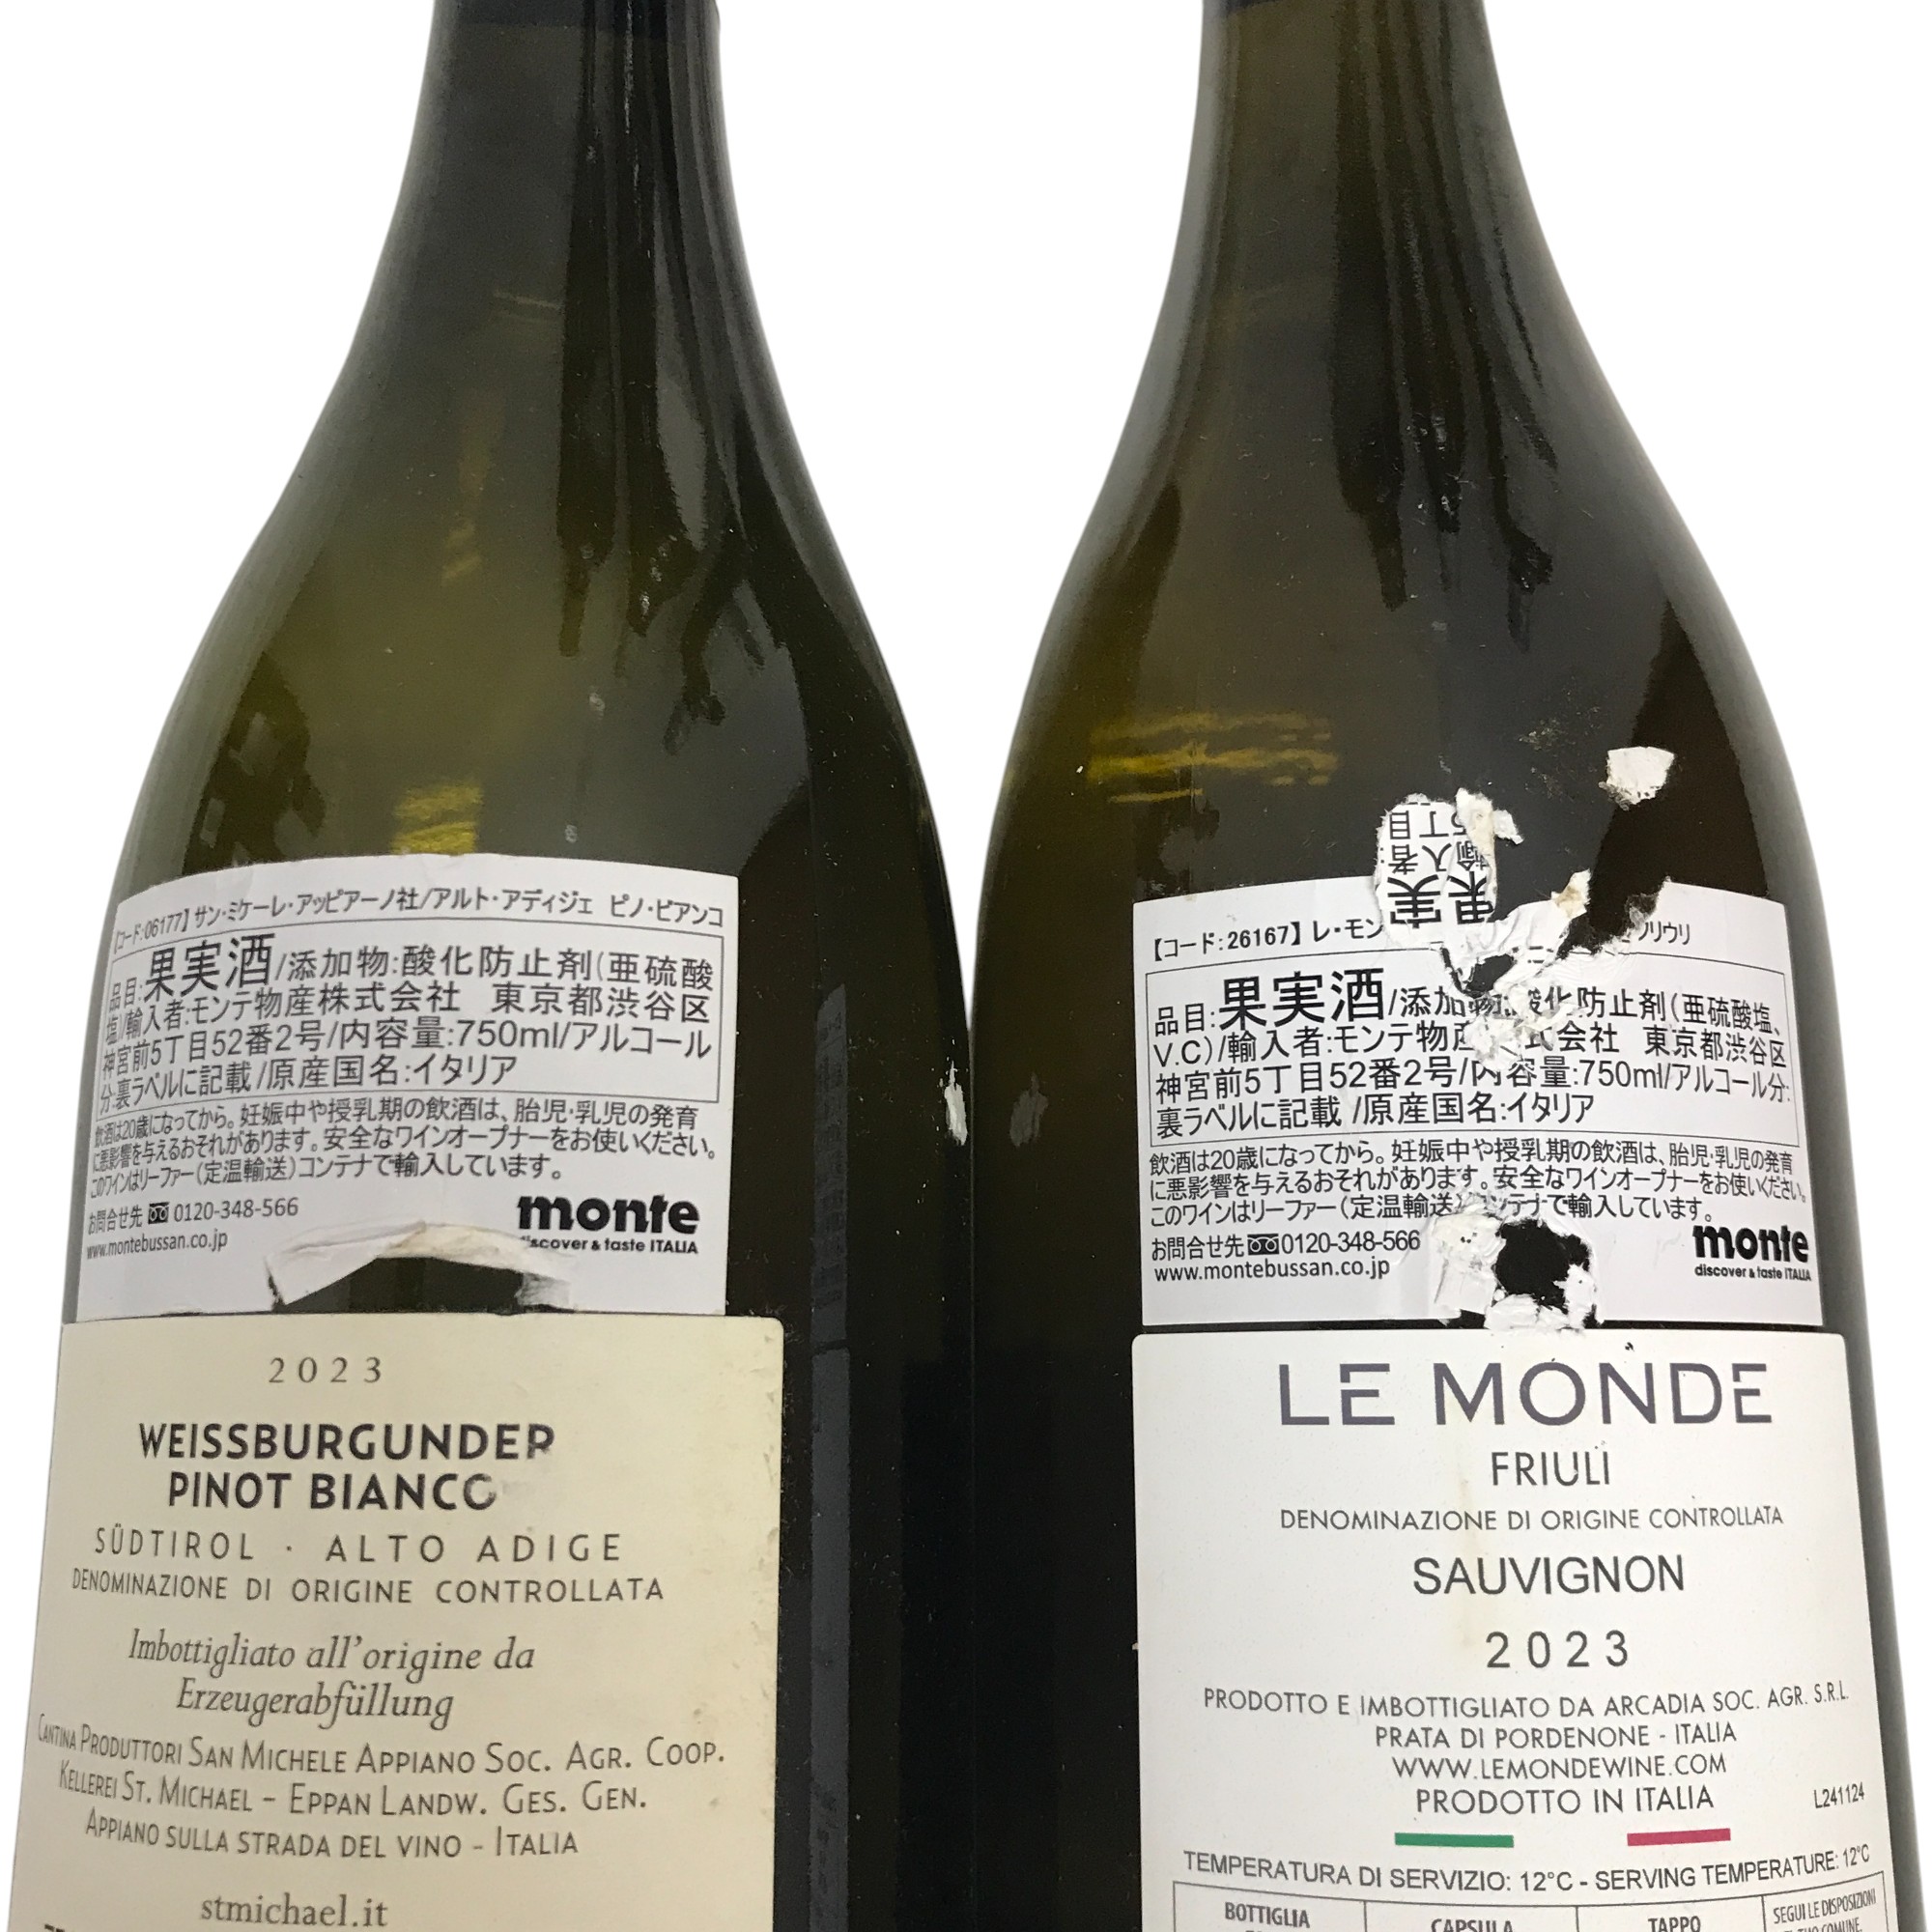 【コード:06177】サン・ミケーレ・アッピアーノ社/アルト・アディジェ ピノ・ビアンコ
品目:果実酒/添加物:酸化防止剤(亜硫酸
塩)/輸入者:モンテ物産株式会社 東京都渋谷区
神宮前5丁目52番2号/内容量:750ml/アルコール
分:裏ラベルに記載/原産国名:イタリア
飲酒は20歳になってから。妊娠中や授乳期の飲酒は、胎児・乳児の発育
に悪影響を与えるおそれがあります。安全なワインオープナーをお使いください。
このワインはリーファー(定温輸送)コンテナで輸入しています。
お問合せ先 0120-348-566
www.montebussan.co.jp
monte
discover & taste ITALIA
2023
WEISSBURGUNDER
PINOT BIANCO
SÜDTIROL · ALTO ADIGE
DENOMINAZIONE DI ORIGINE CONTROLLATA
Imbottigliato all'origine da
Erzeugerabfüllung
CANTINA PRODUTTORI SAN MICHELE APPIANO SOC. AGR. COOP.
KELLEREI ST. MICHAEL - EPPAN LANDW. GES. GEN.
APPIANO SULLA STRADA DEL VINO - ITALIA
stmichael.it
5丁目
輸入者:
果実
【コード:26167】レ・モン フリウリ
品目:果実酒/添加物:酸化防止剤(亜硫酸塩、
V.C)/輸入者:モンテ物産 式会社 東京都渋谷区
神宮前5丁目52番2号/内容量:750ml/アルコール分:
裏ラベルに記載 /原産国名:イタリア
飲酒は20歳になってから。妊娠中や授乳期の飲酒は、胎児・乳児の発育
に悪影響を与えるおそれがあります。安全なワインオープナーをお使いください。
このワインはリーファー(定温輸送)コンテナで輸入しています。
お問合せ先 0120-348-566
www.montebussan.co.jp
monte
discover & taste ITALIA
LE MONDE
FRIULI
DENOMINAZIONE DI ORIGINE CONTROLLATA
SAUVIGNON
2023
PRODOTTO E IMBOTTIGLIATO DA ARCADIA SOC. AGR. S.R.L.
PRATA DI PORDENONE - ITALIA
WWW.LEMONDEWINE.COM
PRODOTTO IN ITALIA
L241124
TEMPERATURA DI SERVIZIO: 12°C - SERVING TEMPERATURE: 12°C
BOTTIGLIA
CAPSULA
TAPPO
SEGUI LE DISPOSIZIONI
COMUNE